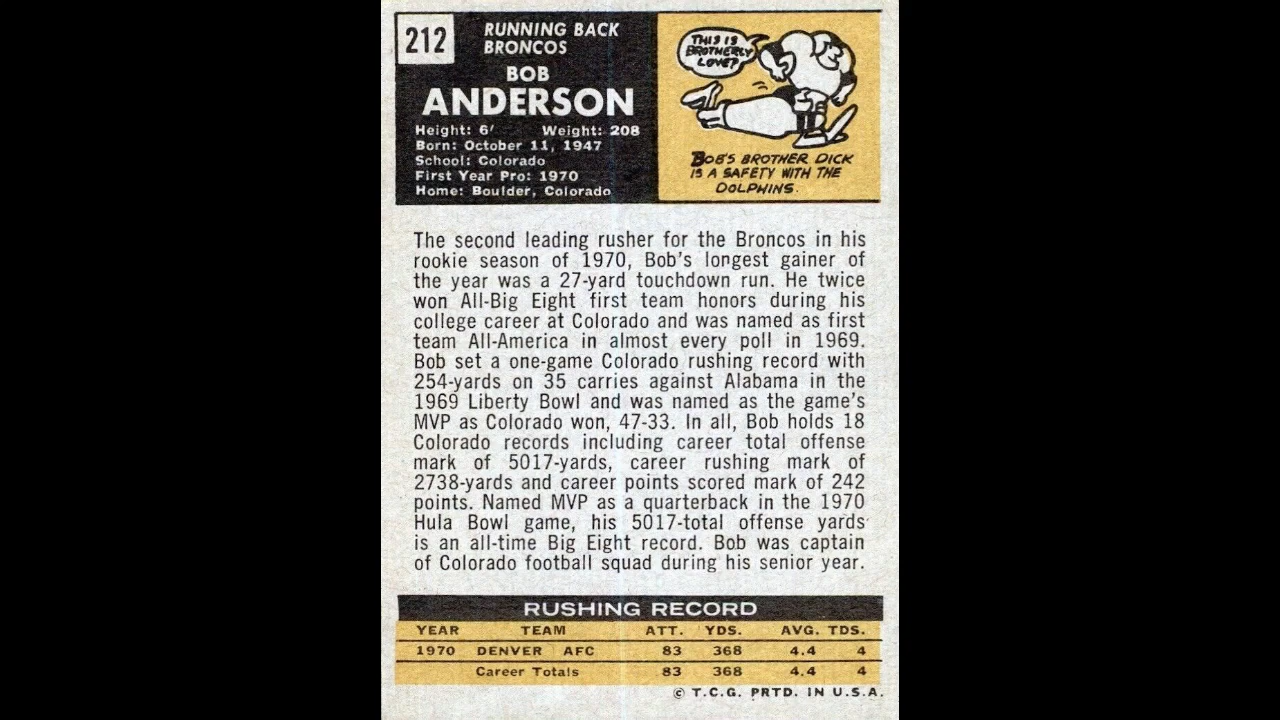 212
RUNNING BACK
BRONCOS
BOB
ANDERSON
Height: 6' Weight: 208
Born: October 11, 1947
School: Colorado
First Year Pro: 1970
Home: Boulder, Colorado
THIS IS
BROTHERLY
LOVE?
BOB'S BROTHER DICK
IS A SAFETY WITH THE
DOLPHINS.
The second leading rusher for the Broncos in his
rookie season of 1970, Bob's longest gainer of
the year was a 27-yard touchdown run. He twice
won All-Big Eight first team honors during his
college career at Colorado and was named as first
team All-America in almost every poll in 1969.
Bob set a one-game Colorado rushing record with
254-yards on 35 carries against Alabama in the
1969 Liberty Bowl and was named as the game's
MVP as Colorado won, 47-33. In all, Bob holds 18
Colorado records including career total offense
mark of 5017-yards, career rushing mark of
2738-yards and career points scored mark of 242
points. Named MVP as a quarterback in the 1970
Hula Bowl game, his 5017-total offense yards
is an all-time Big Eight record. Bob was captain
of Colorado football squad during his senior year.
RUSHING RECORD
YEAR TEAM ATT. YDS. AVG. TDS.
1970 DENVER AFC 83 368 4.4 4
Career Totals 83 368 4.4 4
© T.C.G. PRTD. IN U.S.A.